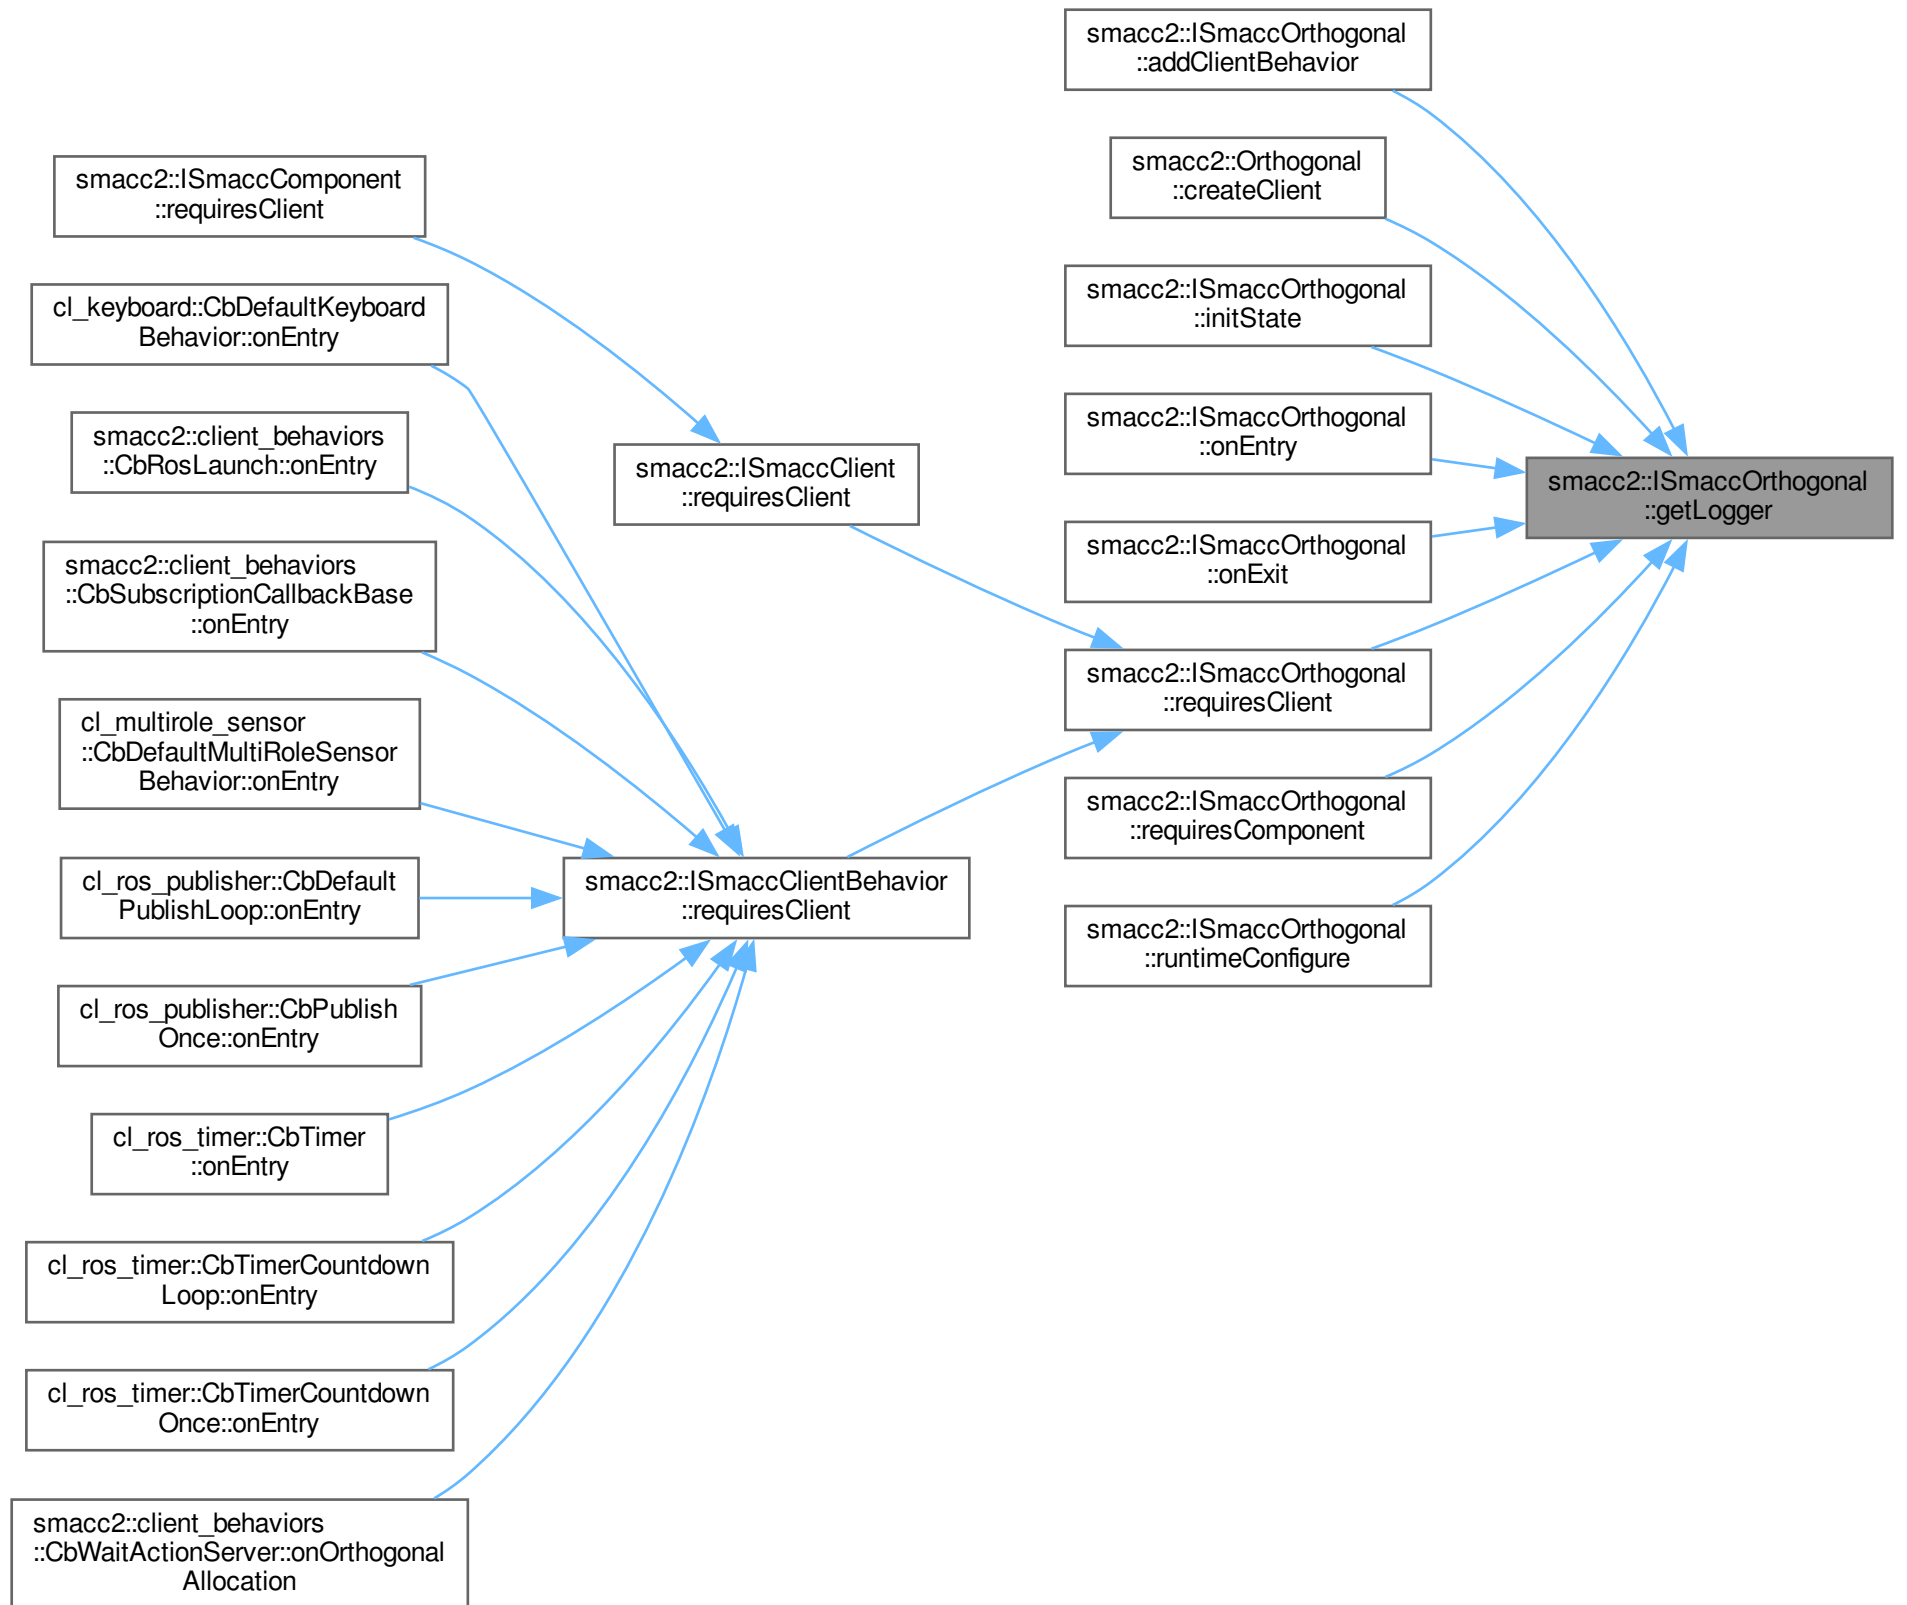 smacc2::ISmaccOrthogonal
::addClientBehavior
smacc2::Orthogonal
::createClient
smacc2::ISmaccComponent
::requiresClient
smacc2::ISmaccOrthogonal
::initState
cl_keyboard::CbDefaultKeyboard
Behavior::onEntry
smacc2::ISmaccOrthogonal
::onEntry
smacc2::client_behaviors
::CbRosLaunch::onEntry
smacc2::ISmaccClient
::requiresClient
smacc2::ISmaccOrthogonal
::getLogger
smacc2::ISmaccOrthogonal
::onExit
smacc2::client_behaviors
::CbSubscriptionCallbackBase
::onEntry
smacc2::ISmaccOrthogonal
::requiresClient
cl_multirole_sensor
::CbDefaultMultiRoleSensor
Behavior::onEntry
smacc2::ISmaccOrthogonal
::requiresComponent
cl_ros_publisher::CbDefault
PublishLoop::onEntry
smacc2::ISmaccClientBehavior
::requiresClient
smacc2::ISmaccOrthogonal
::runtimeConfigure
cl_ros_publisher::CbPublish
Once::onEntry
cl_ros_timer::CbTimer
::onEntry
cl_ros_timer::CbTimerCountdown
Loop::onEntry
cl_ros_timer::CbTimerCountdown
Once::onEntry
smacc2::client_behaviors
::CbWaitActionServer::onOrthogonal
Allocation